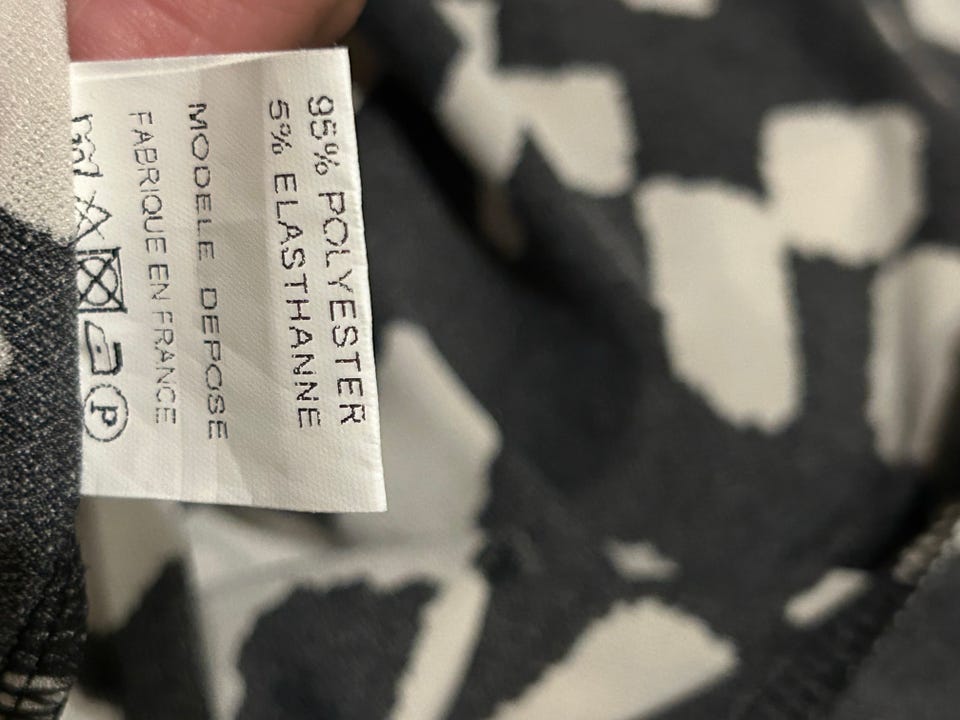 95% POLYESTER
5% ELASTHANNE
MODELE DEPOSE
FABRIQUE EN FRANCE
P